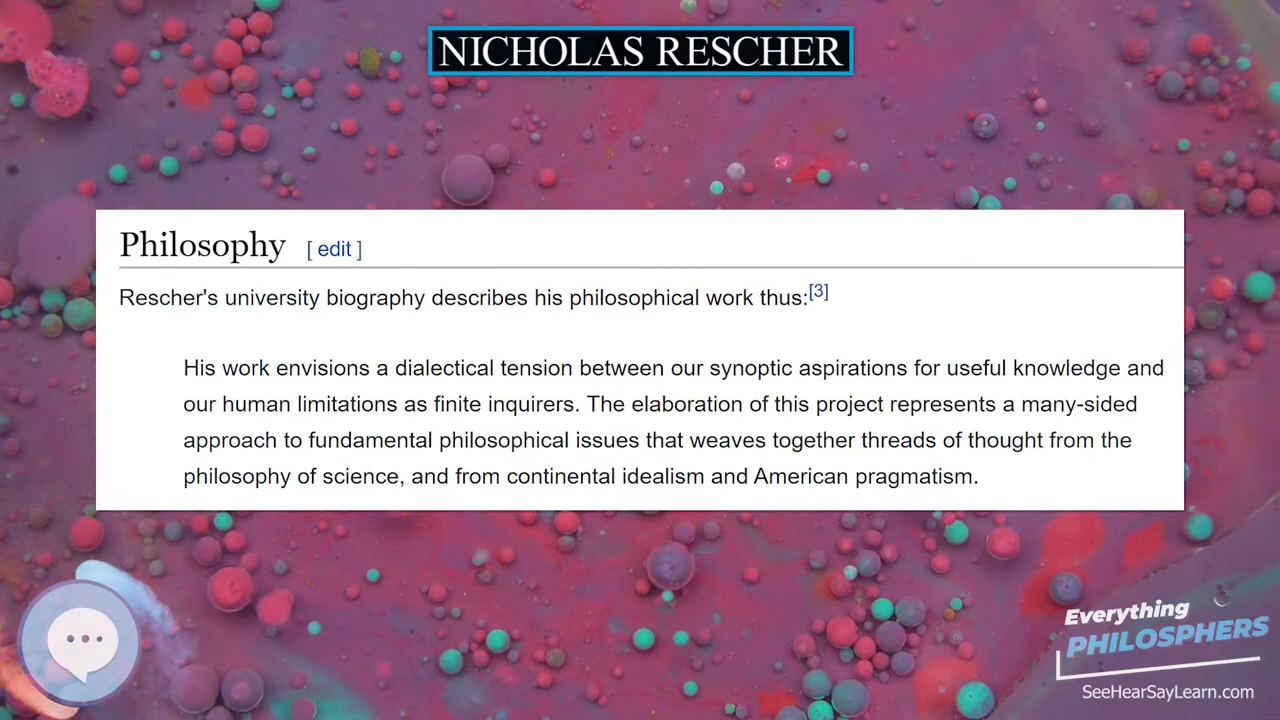 NICHOLAS RESCHER
Philosophy [ edit ]
Rescher's university biography describes his philosophical work thus:[3]
His work envisions a dialectical tension between our synoptic aspirations for useful knowledge and
our human limitations as finite inquirers. The elaboration of this project represents a many-sided
approach to fundamental philosophical issues that weaves together threads of thought from the
philosophy of science, and from continental idealism and American pragmatism.
Everything
PHILOSPHERS
SeeHearSayLearn.com